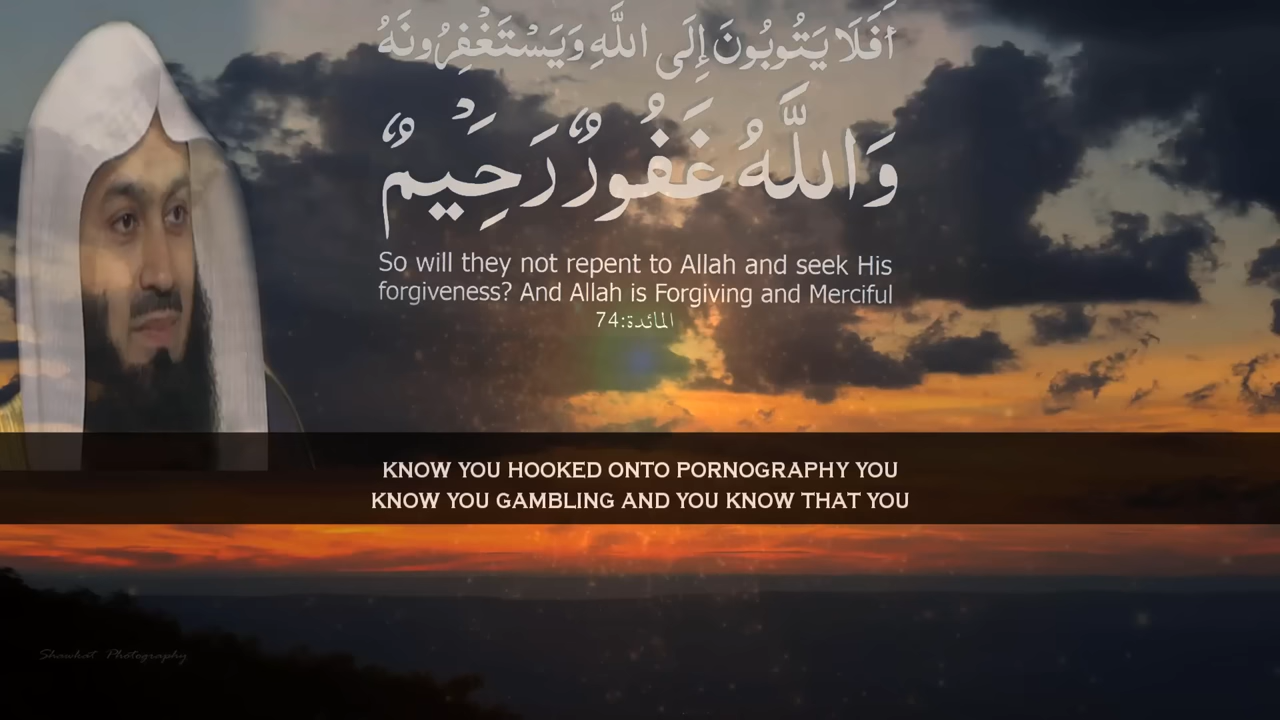 أَفَلَا يَتُوبُونَ إِلَى اللَّهِ وَيَسْتَغْفِرُونَهُ
وَاللَّهُ غَفُورٌ رَحِيمٌ
So will they not repent to Allah and seek His
forgiveness? And Allah is Forgiving and Merciful
المائدة:74
KNOW YOU HOOKED ONTO PORNOGRAPHY YOU
KNOW YOU GAMBLING AND YOU KNOW THAT YOU
Shawkat Photography